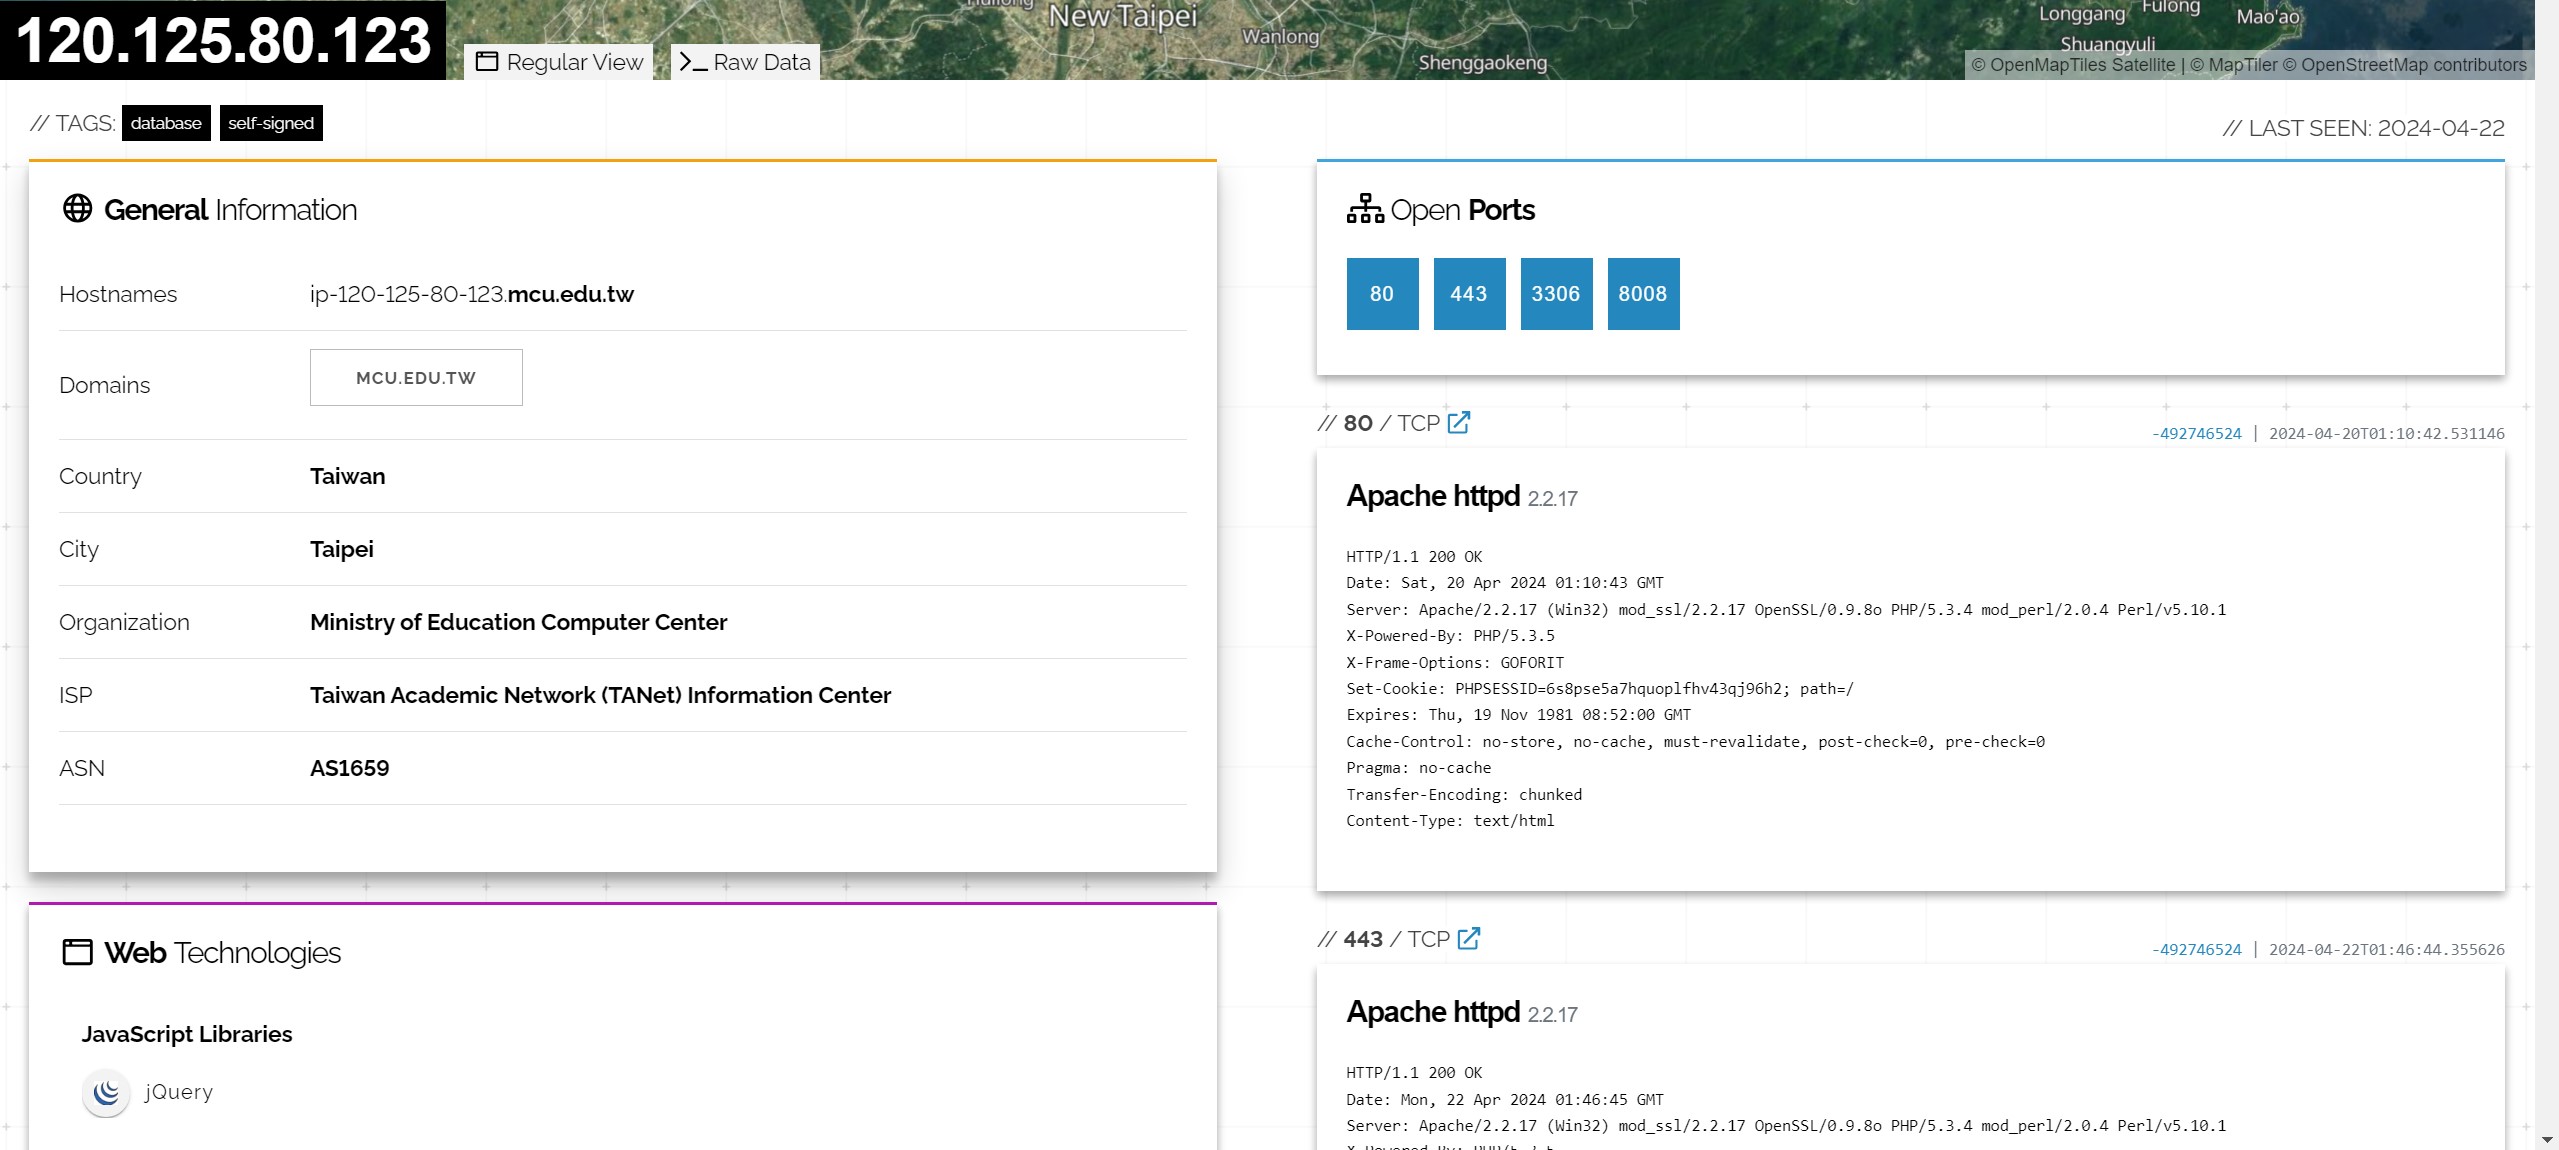 New Taipei
Wanlong
Shenggaokeng
Longgang
Fulong
Mao'ao
Shuangyuli
120.125.80.123
Regular View
Raw Data
© OpenMapTiles Satellite | © MapTiler © OpenStreetMap contributors
// TAGS: database self-signed
// LAST SEEN: 2024-04-22
General Information
Hostnames ip-120-125-80-123.mcu.edu.tw
Domains MCU.EDU.TW
Country Taiwan
City Taipei
Organization Ministry of Education Computer Center
ISP Taiwan Academic Network (TANet) Information Center
ASN AS1659
Web Technologies
JavaScript Libraries
jQuery
Open Ports
80 443 3306 8008
// 80 / TCP
-492746524 | 2024-04-20T01:10:42.531146
Apache httpd 2.2.17
HTTP/1.1 200 OK
Date: Sat, 20 Apr 2024 01:10:43 GMT
Server: Apache/2.2.17 (Win32) mod_ssl/2.2.17 OpenSSL/0.9.8o PHP/5.3.4 mod_perl/2.0.4 Perl/v5.10.1
X-Powered-By: PHP/5.3.5
X-Frame-Options: GOFORIT
Set-Cookie: PHPSESSID=6s8pse5a7hquoplfhv43qj96h2; path=/
Expires: Thu, 19 Nov 1981 08:52:00 GMT
Cache-Control: no-store, no-cache, must-revalidate, post-check=0, pre-check=0
Pragma: no-cache
Transfer-Encoding: chunked
Content-Type: text/html
// 443 / TCP
-492746524 | 2024-04-22T01:46:44.355626
Apache httpd 2.2.17
HTTP/1.1 200 OK
Date: Mon, 22 Apr 2024 01:46:45 GMT
Server: Apache/2.2.17 (Win32) mod_ssl/2.2.17 OpenSSL/0.9.8o PHP/5.3.4 mod_perl/2.0.4 Perl/v5.10.1